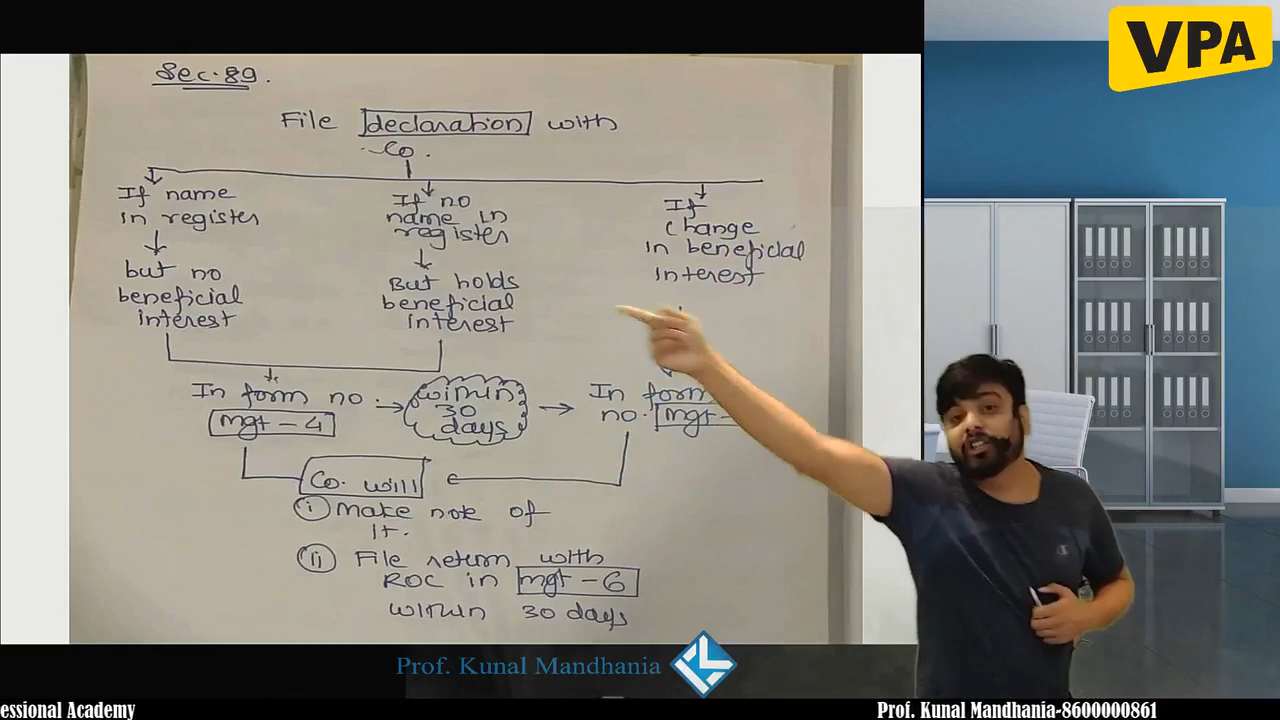 VPA
Sec. 89.
File declaration with
Co.
If name
in register
but no
beneficial
interest
If no
name in
register
But holds
beneficial
interest
If
change
in beneficial
interest
In form no.
mgt - 4
within
30
days
In form
no. mgt -
Co. will
i make note of
it.
ii File return with
ROC in mgt - 6
within 30 days
Prof. Kunal Mandhania
essional Academy
Prof. Kunal Mandhania-8600000861